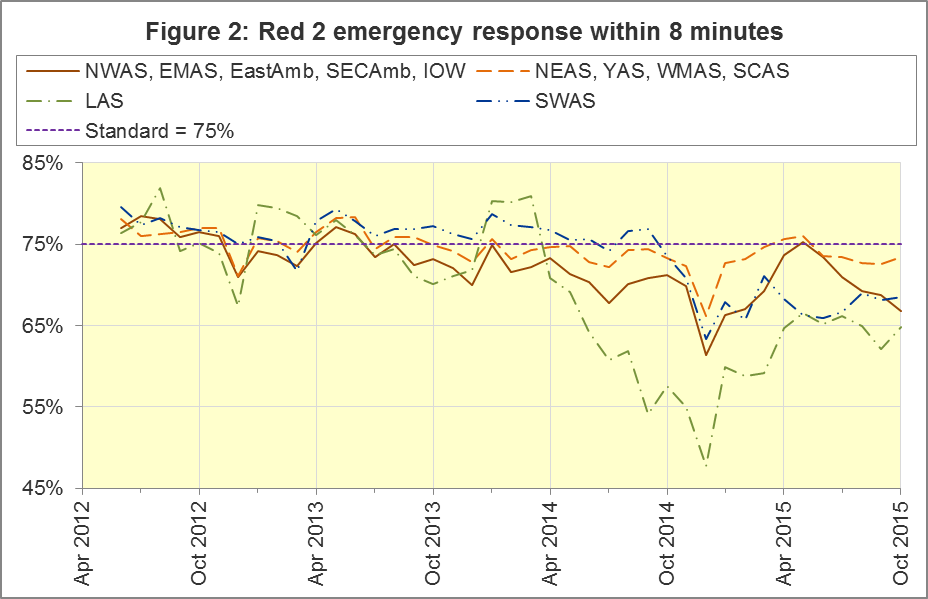 Figure 2: Red 2 emergency response within 8 minutes
NWAS, EMAS, EastAmb, SECAmb, IOW
NEAS, YAS, WMAS, SCAS
LAS
SWAS
Standard = 75%
85%
75%
65%
55%
45%
Apr 2012
Oct 2012
Apr 2013
Oct 2013
Apr 2014
Oct 2014
Apr 2015
Oct 2015